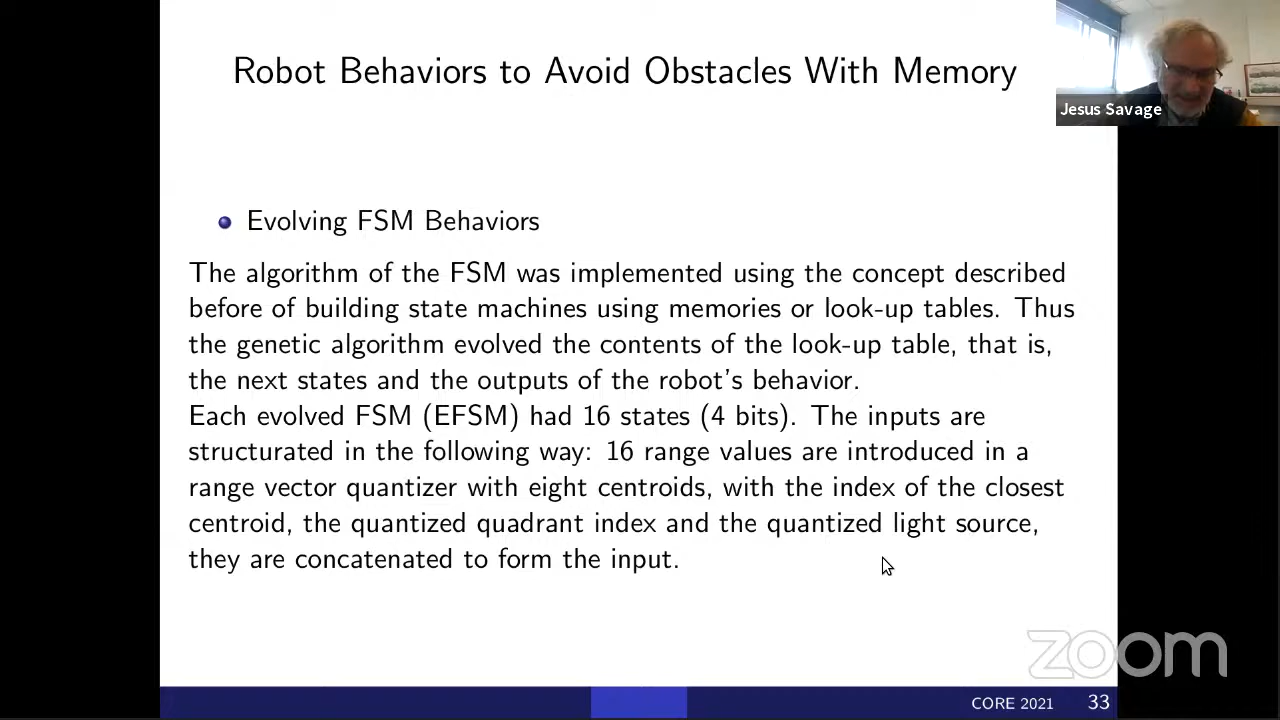 Robot Behaviors to Avoid Obstacles With Memory
Jesus Savage
Evolving FSM Behaviors
The algorithm of the FSM was implemented using the concept described
before of building state machines using memories or look-up tables. Thus
the genetic algorithm evolved the contents of the look-up table, that is,
the next states and the outputs of the robot's behavior.
Each evolved FSM (EFSM) had 16 states (4 bits). The inputs are
structurated in the following way: 16 range values are introduced in a
range vector quantizer with eight centroids, with the index of the closest
centroid, the quantized quadrant index and the quantized light source,
they are concatenated to form the input.
zoom
CORE 2021 33